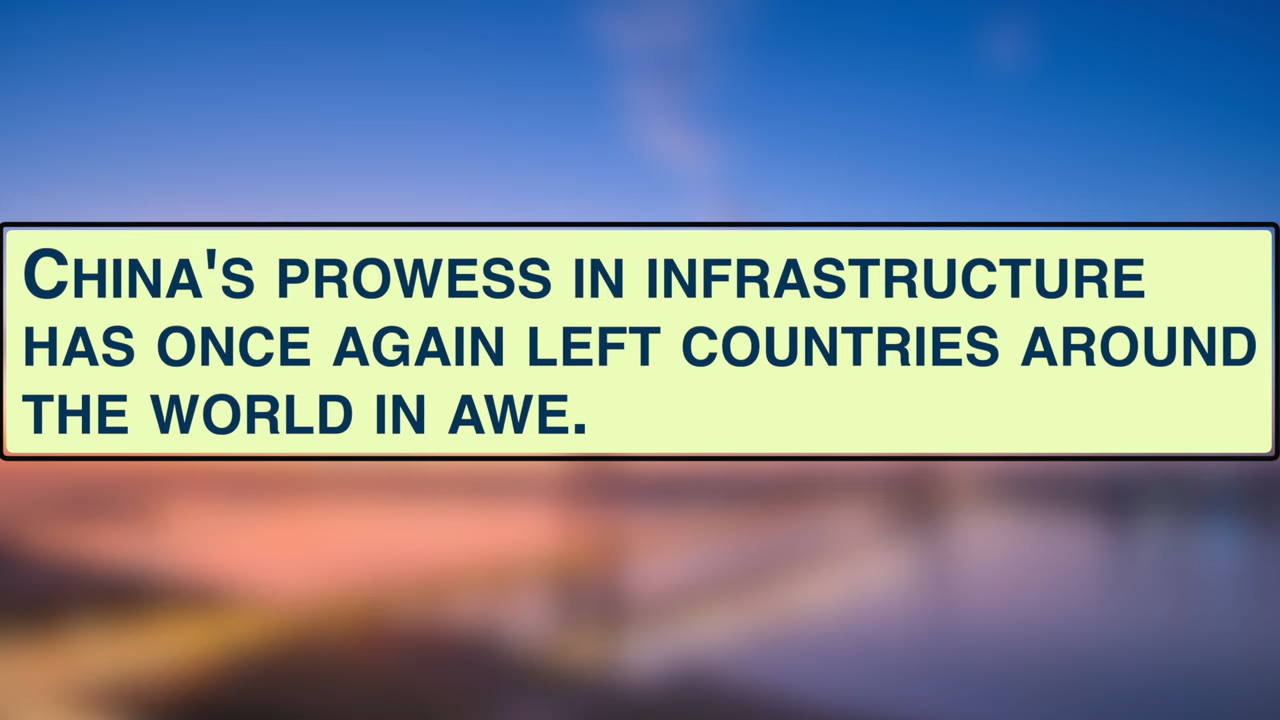 China's prowess in infrastructure
has once again left countries around
the world in awe.